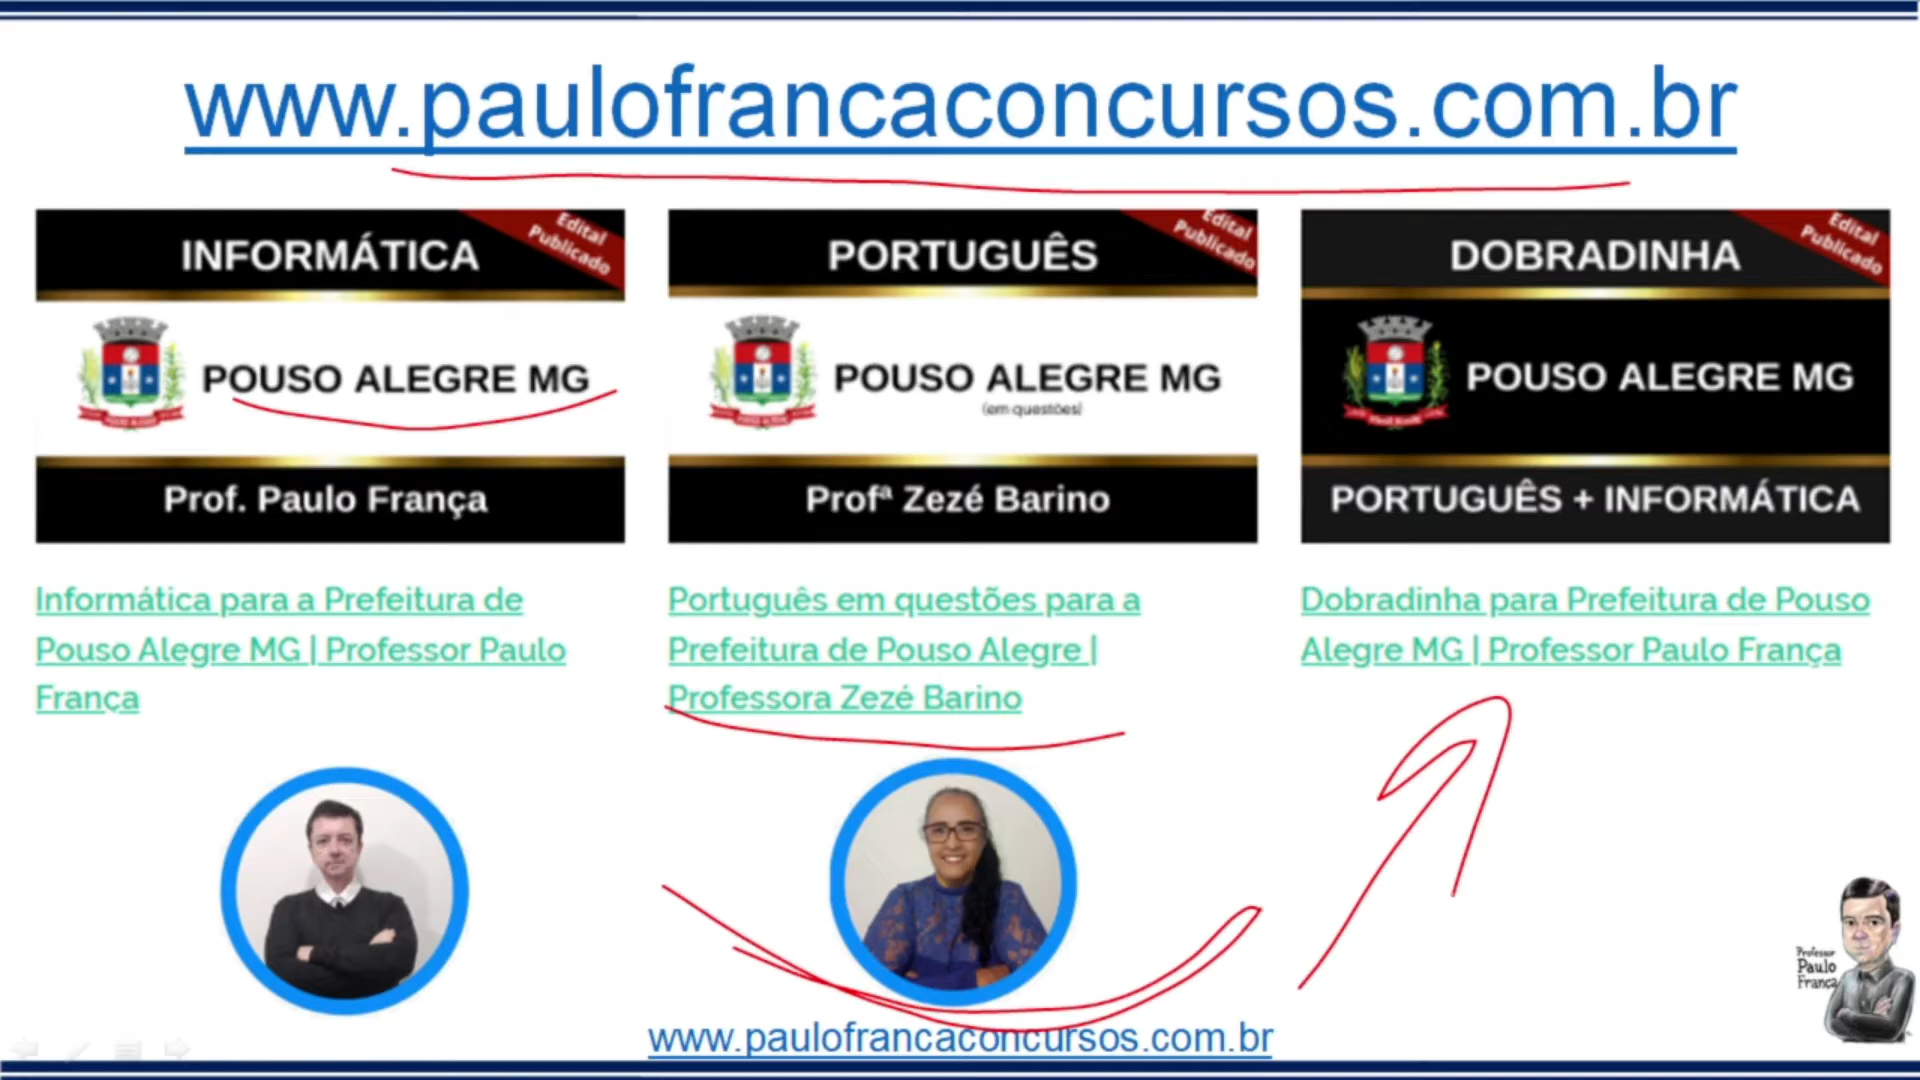 www.paulofrancaconcursos.com.br
INFORMÁTICA
Edital
Publicado
POUSO ALEGRE MG
Prof. Paulo França
PORTUGUÊS
Edital
Publicado
POUSO ALEGRE MG
(em questões)
Profª Zezé Barino
DOBRADINHA
Edital
Publicado
POUSO ALEGRE MG
PORTUGUÊS + INFORMÁTICA
Informática para a Prefeitura de
Pouso Alegre MG | Professor Paulo
França
Português em questões para a
Prefeitura de Pouso Alegre |
Professora Zezé Barino
Dobradinha para Prefeitura de Pouso
Alegre MG | Professor Paulo França
Professor
Paulo
França
www.paulofrancaconcursos.com.br